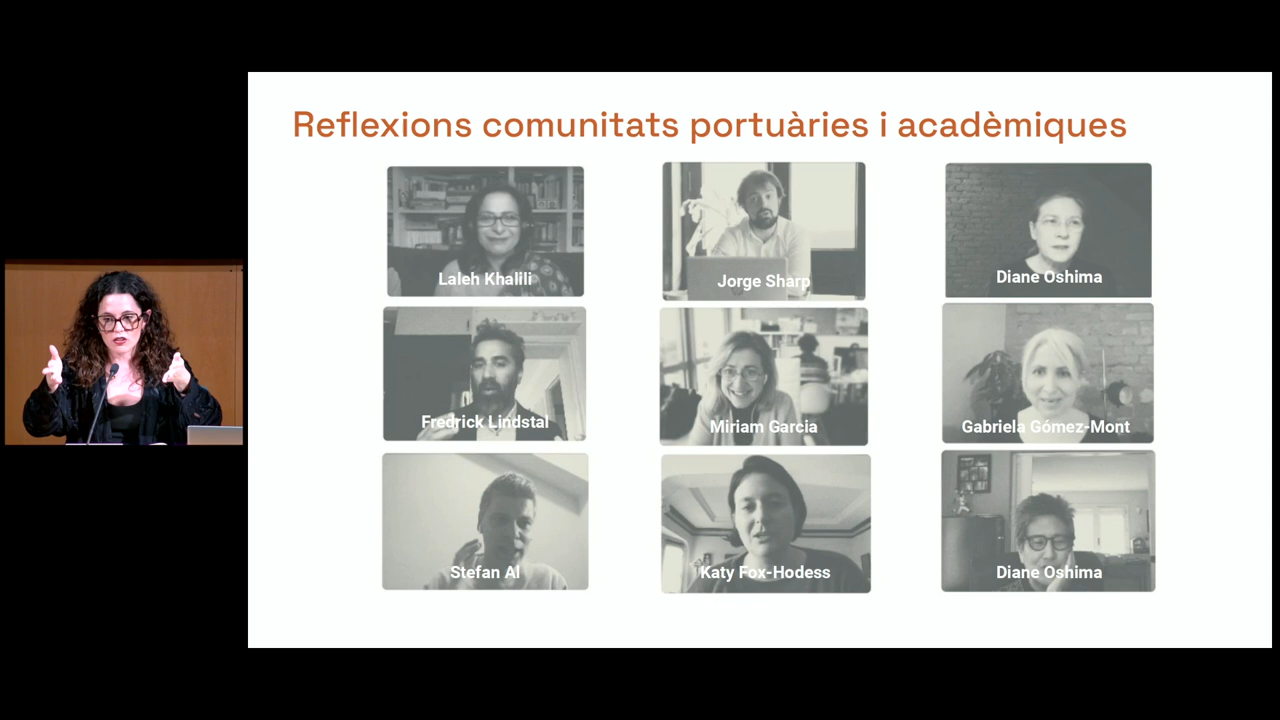 Reflexions comunitats portuàries i acadèmiques
Laleh Khalili
Jorge Sharp
Diane Oshima
Fredrick Lindstal
Miriam Garcia
Gabriela Gómez-Mont
Stefan Al
Katy Fox-Hodess
Diane Oshima